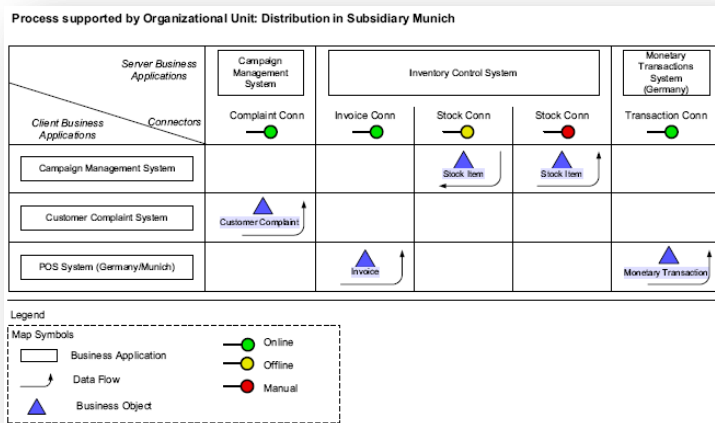 Process supported by Organizational Unit: Distribution in Subsidiary Munich
Server Business
Applications
Campaign
Management
System
Inventory Control System
Monetary
Transactions
System
(Germany)
Client Business
Applications
Connectors
Complaint Conn
Invoice Conn
Stock Conn
Stock Conn
Transaction Conn
Campaign Management System
Stock Item
Stock Item
Customer Complaint System
Customer Complaint
POS System (Germany/Munich)
Invoice
Monetary Transaction
Legend
Map Symbols
Business Application
Data Flow
Business Object
Online
Offline
Manual